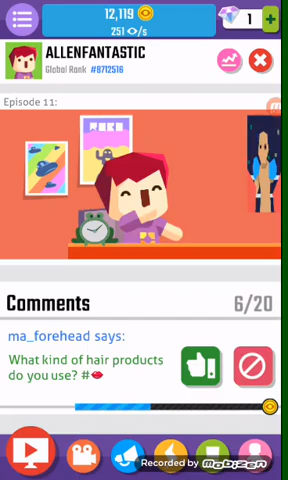 12,119
251 /s
1
ALLENFANTASTIC
Global Rank #8712516
Episode 11:
Comments 6/20
ma_forehead says:
What kind of hair products
do you use? #
Recorded by mobizen